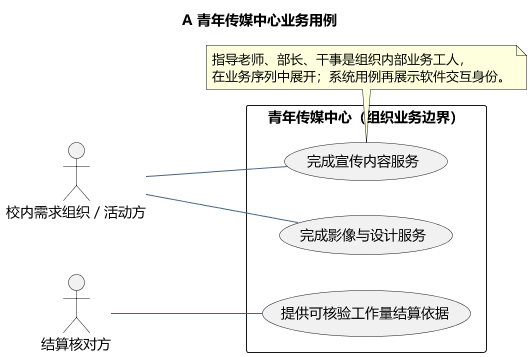 A 青年传媒中心业务用例
指导老师、部长、干事是组织内部业务工人，
在业务序列中展开；系统用例再展示软件交互身份。
青年传媒中心（组织业务边界）
完成宣传内容服务
校内需求组织 / 活动方
完成影像与设计服务
提供可核验工作量结算依据
结算核对方